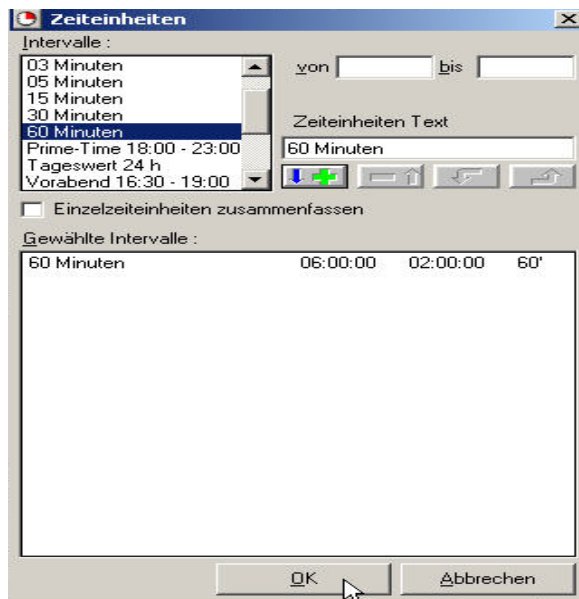 Zeiteinheiten
Intervalle :
03 Minuten
05 Minuten
15 Minuten
30 Minuten
60 Minuten
Prime-Time 18:00 - 23:00
Tageswert 24 h
Vorabend 16:30 - 19:00
von
bis
Zeiteinheiten Text
60 Minuten
Einzelzeiteinheiten zusammenfassen
Gewählte Intervalle :
60 Minuten 06:00:00 02:00:00 60'
OK
Abbrechen